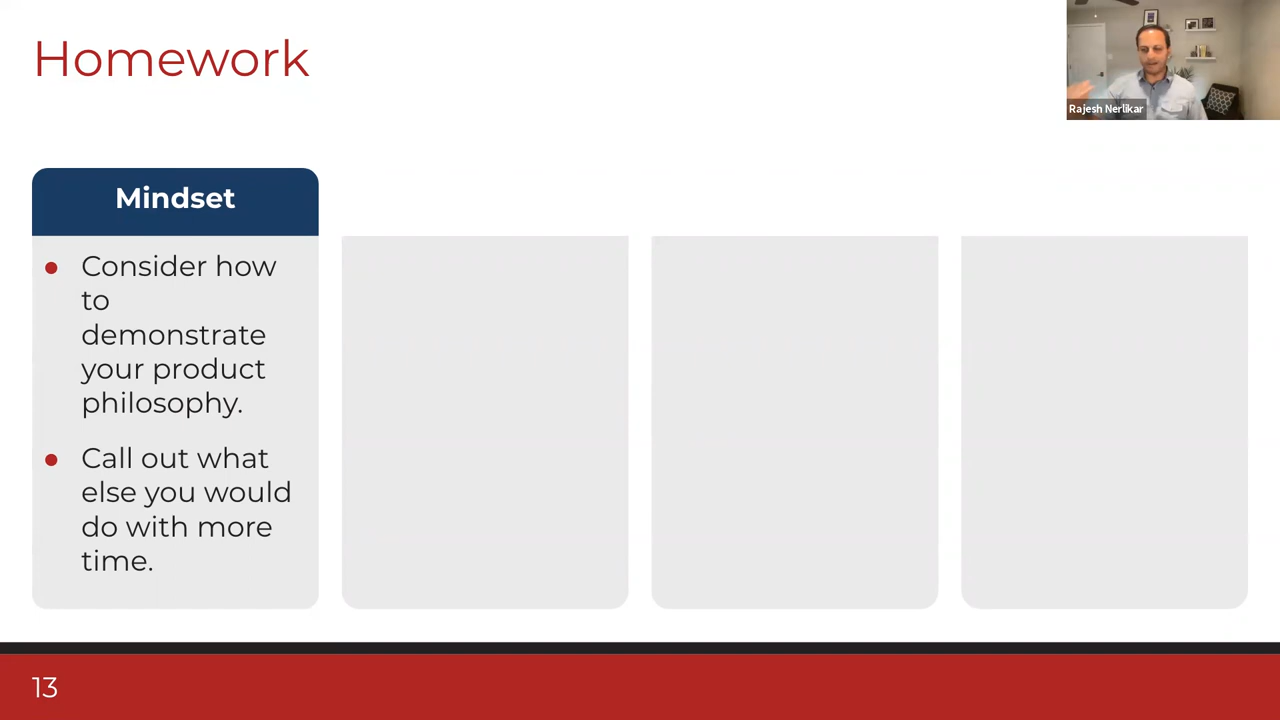 Homework
Rajesh Nerlikar
Mindset
● Consider how
to
demonstrate
your product
philosophy.
● Call out what
else you would
do with more
time.
13